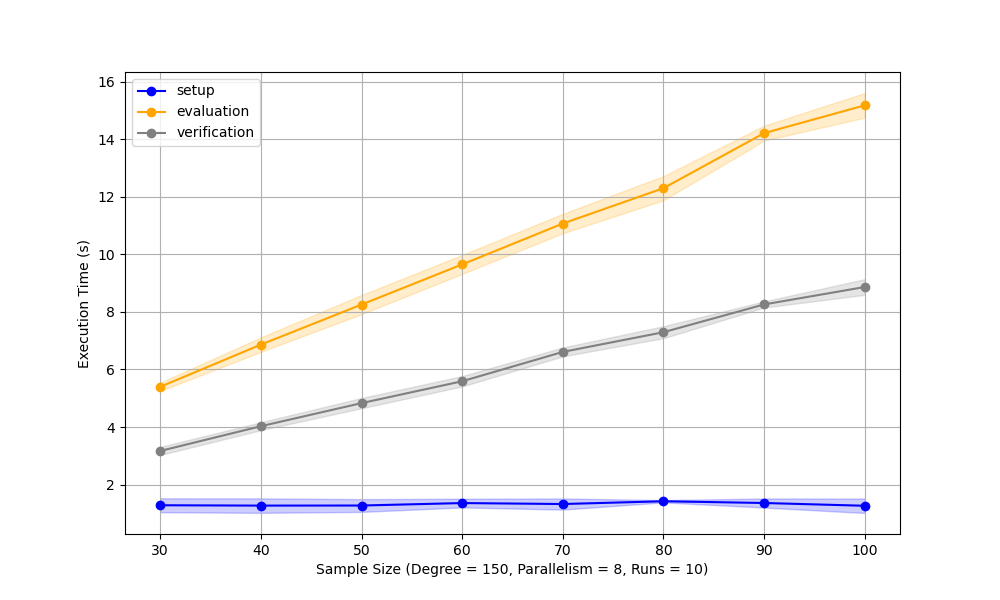 setup
evaluation
verification
16
14
12
10
8
6
4
2
Execution Time (s)
30 40 50 60 70 80 90 100
Sample Size (Degree = 150, Parallelism = 8, Runs = 10)